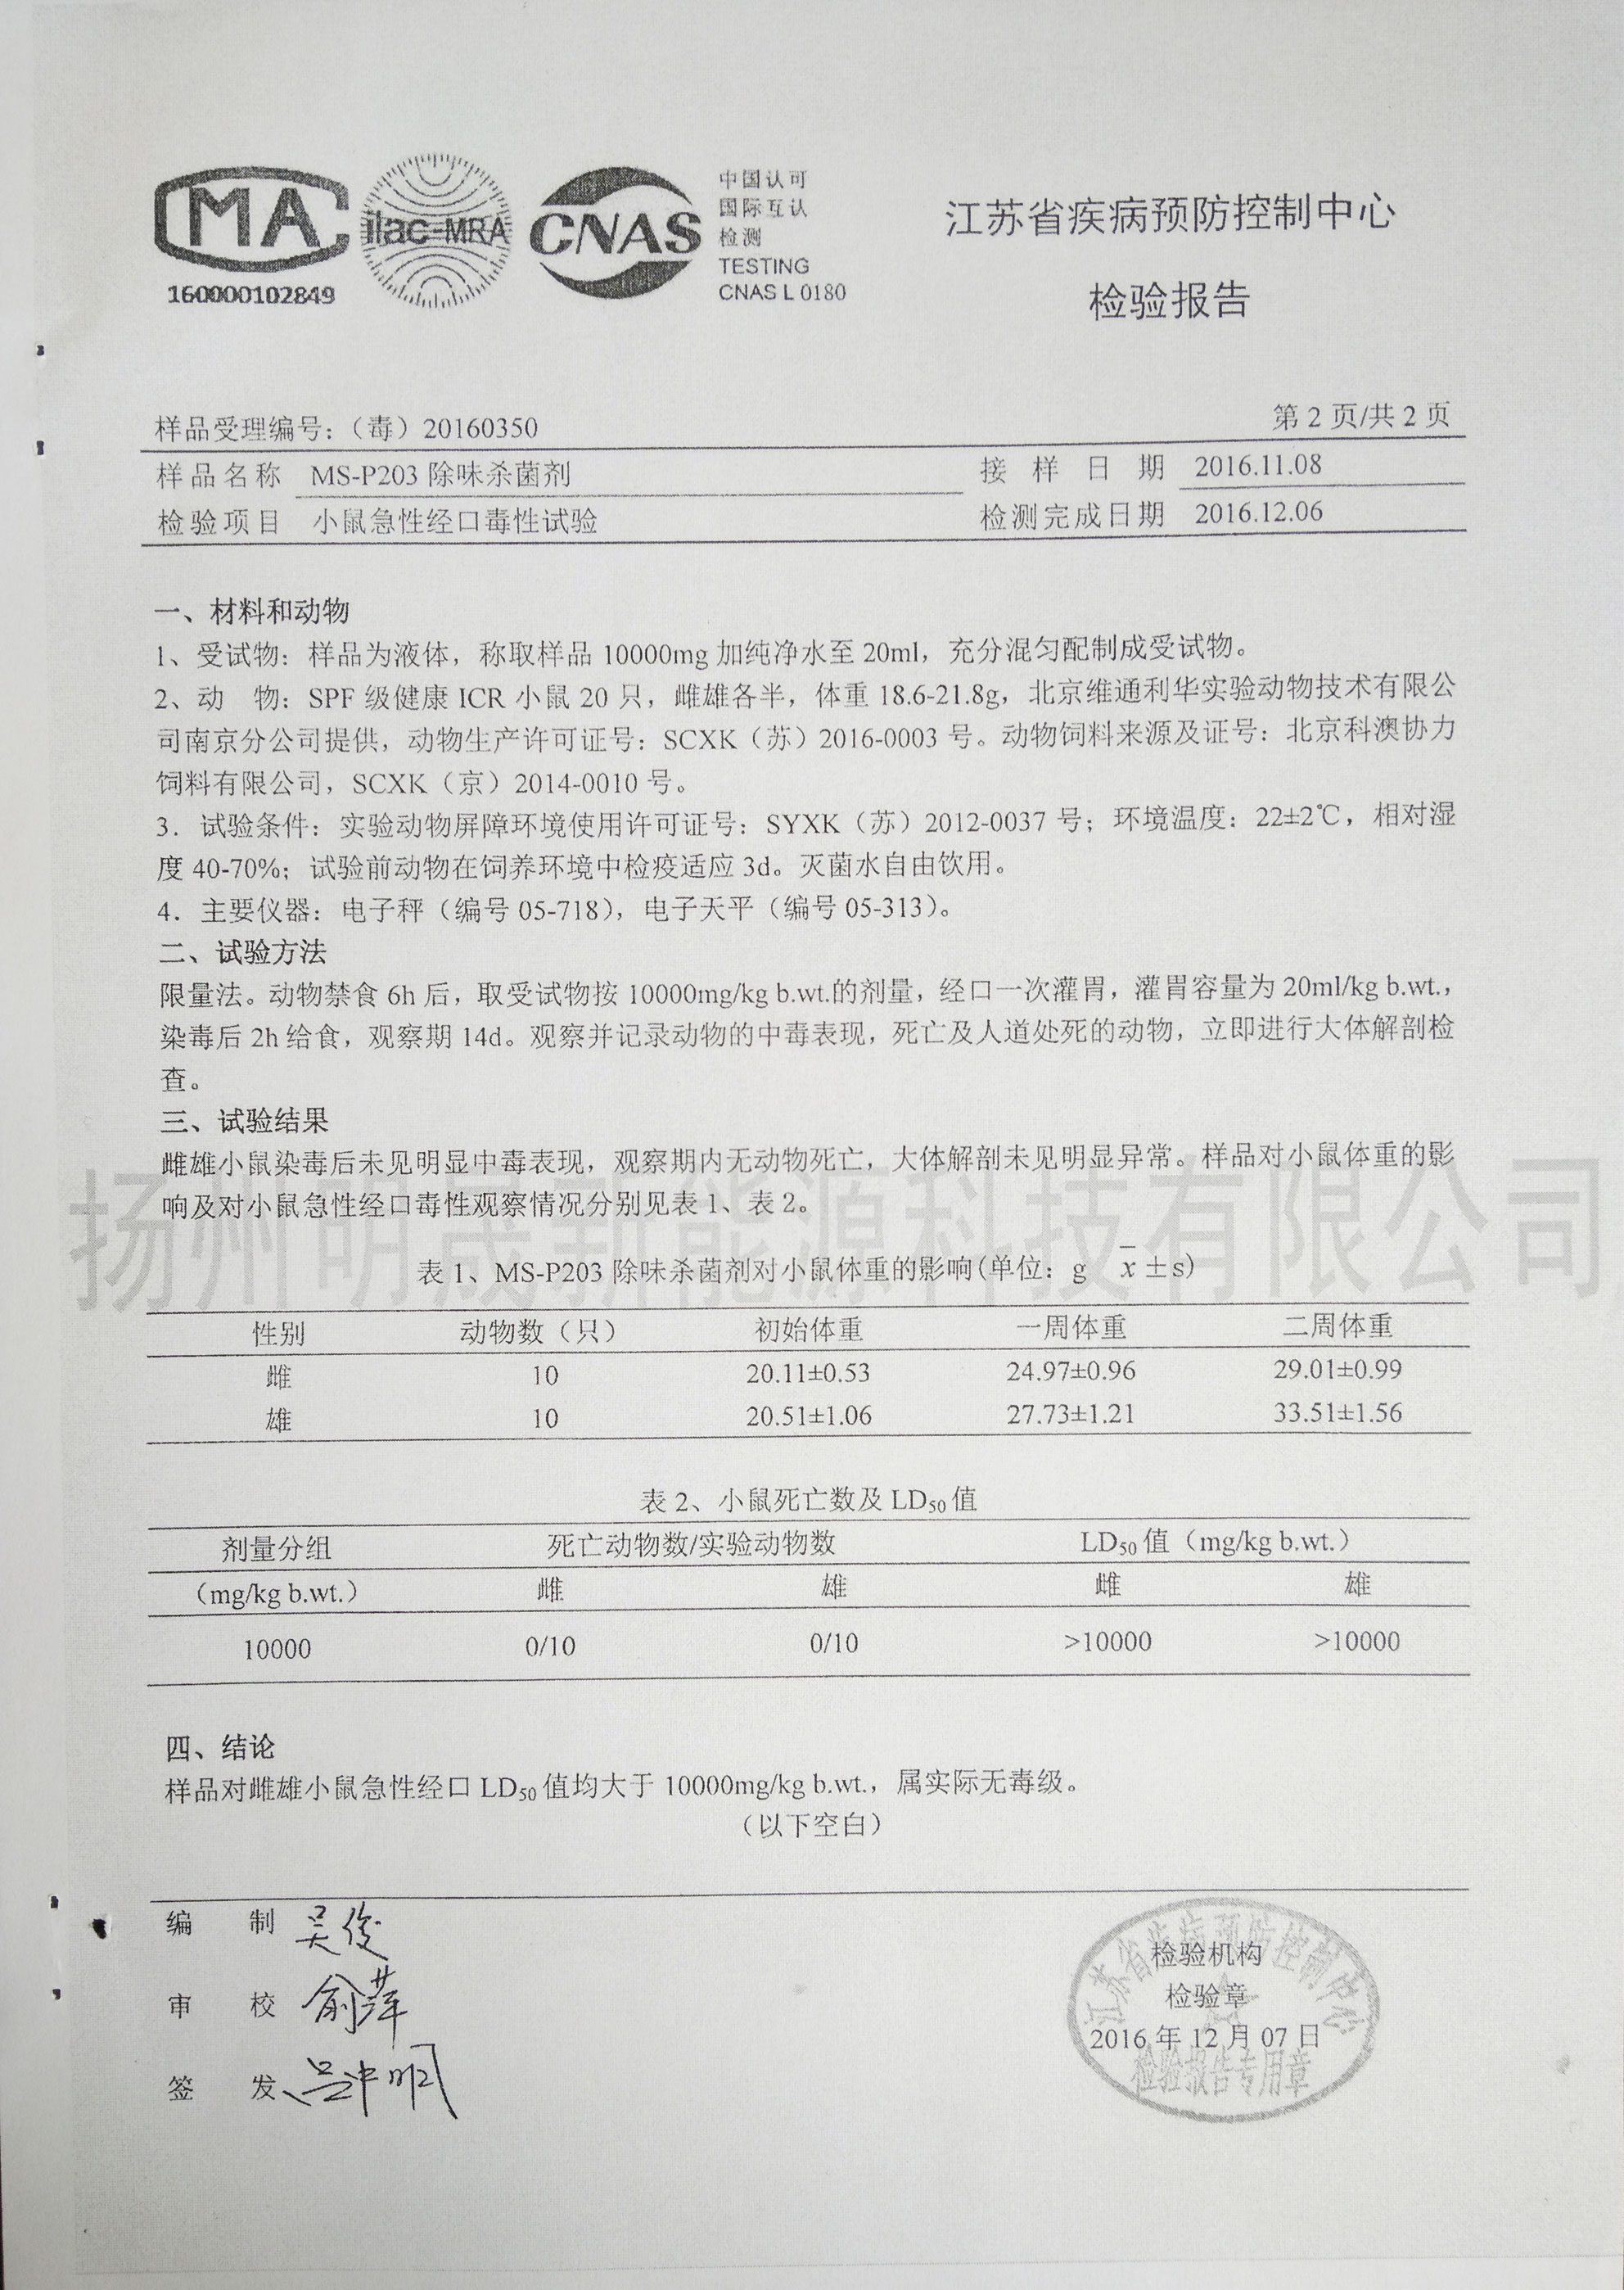 MA
160000102849
ilac-MRA
CNAS
中国认可
国际互认
检测
TESTING
CNAS L 0180
江苏省疾病预防控制中心
检验报告
样品受理编号：（毒）20160350
第 2 页/共 2 页
样品名称 MS-P203 除味杀菌剂 接样日期 2016.11.08
检验项目 小鼠急性经口毒性试验 检测完成日期 2016.12.06
一、材料和动物
1、受试物：样品为液体，称取样品 10000mg 加纯净水至 20ml，充分混匀配制成受试物。
2、动 物：SPF 级健康 ICR 小鼠 20 只，雌雄各半，体重 18.6-21.8g，北京维通利华实验动物技术有限公
司南京分公司提供，动物生产许可证号：SCXK（苏）2016-0003 号。动物饲料来源及证号：北京科澳协力
饲料有限公司，SCXK（京）2014-0010 号。
3．试验条件：实验动物屏障环境使用许可证号：SYXK（苏）2012-0037 号；环境温度：22±2℃，相对湿
度 40-70%；试验前动物在饲养环境中检疫适应 3d。灭菌水自由饮用。
4．主要仪器：电子秤（编号 05-718），电子天平（编号 05-313）。
二、试验方法
限量法。动物禁食 6h 后，取受试物按 10000mg/kg b.wt.的剂量，经口一次灌胃，灌胃容量为 20ml/kg b.wt.，
染毒后 2h 给食，观察期 14d。观察并记录动物的中毒表现，死亡及人道处死的动物，立即进行大体解剖检
查。
三、试验结果
雌雄小鼠染毒后未见明显中毒表现，观察期内无动物死亡，大体解剖未见明显异常。样品对小鼠体重的影
响及对小鼠急性经口毒性观察情况分别见表 1、表 2。
扬州明晟新能源科技有限公司
表 1、MS-P203 除味杀菌剂对小鼠体重的影响(单位：g x̄ ±s)
性别 动物数（只） 初始体重 一周体重 二周体重
雌 10 20.11±0.53 24.97±0.96 29.01±0.99
雄 10 20.51±1.06 27.73±1.21 33.51±1.56
表 2、小鼠死亡数及 LD50 值
剂量分组 死亡动物数/实验动物数 LD50 值（mg/kg b.wt.）
（mg/kg b.wt.） 雌 雄 雌 雄
10000 0/10 0/10 >10000 >10000
四、结论
样品对雌雄小鼠急性经口 LD50 值均大于 10000mg/kg b.wt.，属实际无毒级。
（以下空白）
编 制 吴俊
审 校 俞萍
签 发 吕中明
江苏省疾病预防控制中心
检验机构
检验章
2016 年 12 月 07 日
检验报告专用章